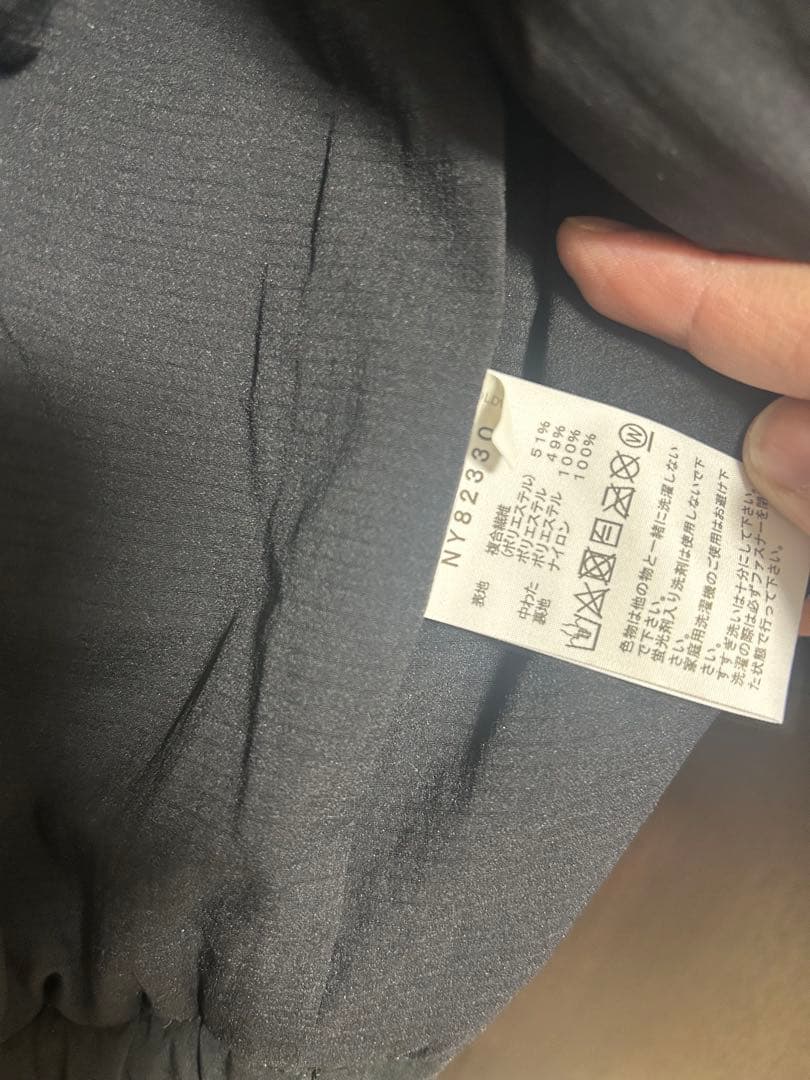 NY82330
表地 複合繊維
(ポリエステル) 51%
ポリエステル 49%
中わた ポリエステル 100%
裏地 ナイロン 100%
色物は他の物と一緒に洗濯しない
で下さい。
蛍光剤入り洗剤は使用しないで下
さい。
家庭用洗濯機のご使用はお避け下
さい。
すすぎ洗いは十分にして下さい。
洗濯の際は必ずファスナーを閉
た状態で行って下さい。